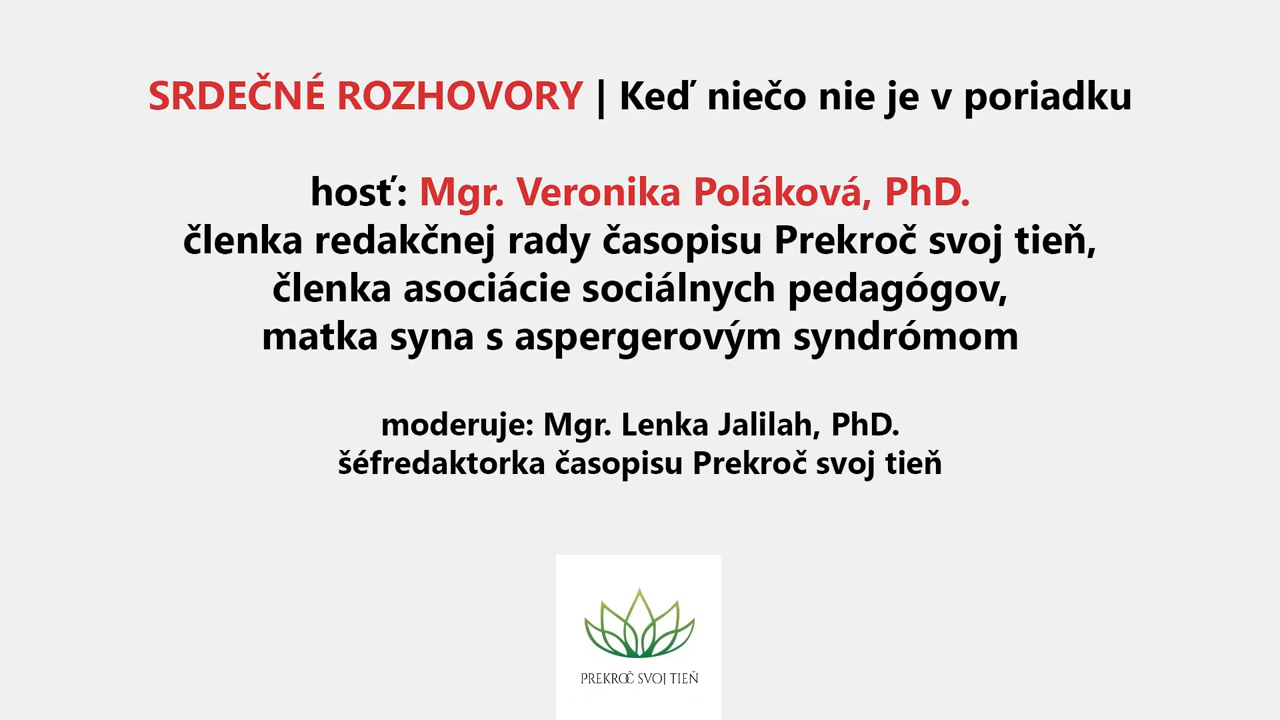 SRDEČNÉ ROZHOVORY | Keď niečo nie je v poriadku
hosť: Mgr. Veronika Poláková, PhD.
členka redakčnej rady časopisu Prekroč svoj tieň,
členka asociácie sociálnych pedagógov,
matka syna s aspergerovým syndrómom
moderuje: Mgr. Lenka Jalilah, PhD.
šéfredaktorka časopisu Prekroč svoj tieň
PREKROČ SVOJ TIEŇ